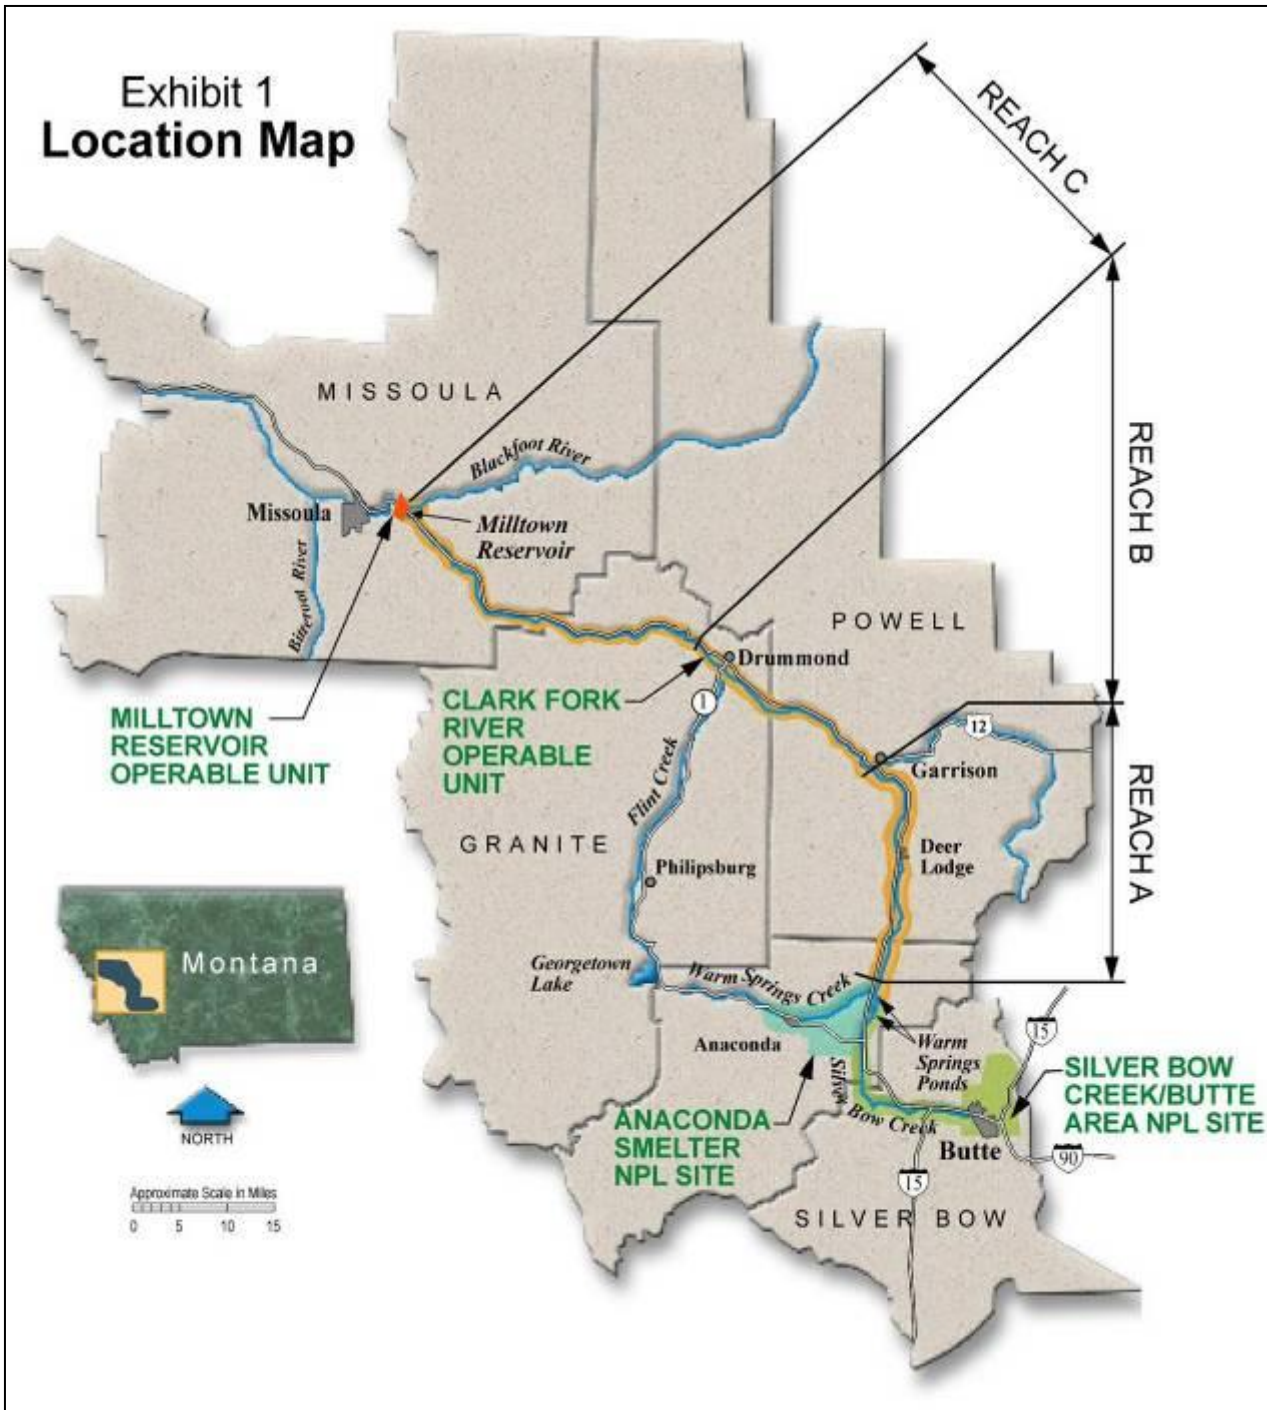 Exhibit 1
Location Map
REACH C
REACH B
REACH A
MISSOULA
Blackfoot River
Missoula
Milltown
Reservoir
Bitteroot River
POWELL
Drummond
MILLTOWN
RESERVOIR
OPERABLE UNIT
CLARK FORK
RIVER
OPERABLE
UNIT
1
12
Garrison
Flint Creek
GRANITE
Deer
Lodge
Philipsburg
Montana
Georgetown
Lake
Warm Springs Creek
Anaconda
Warm
Springs
Ponds
15
SILVER BOW
CREEK/BUTTE
AREA NPL SITE
Silver
Bow Creek
ANACONDA
SMELTER
NPL SITE
Butte
90
15
NORTH
SILVER BOW
Approximate Scale in Miles
0 5 10 15